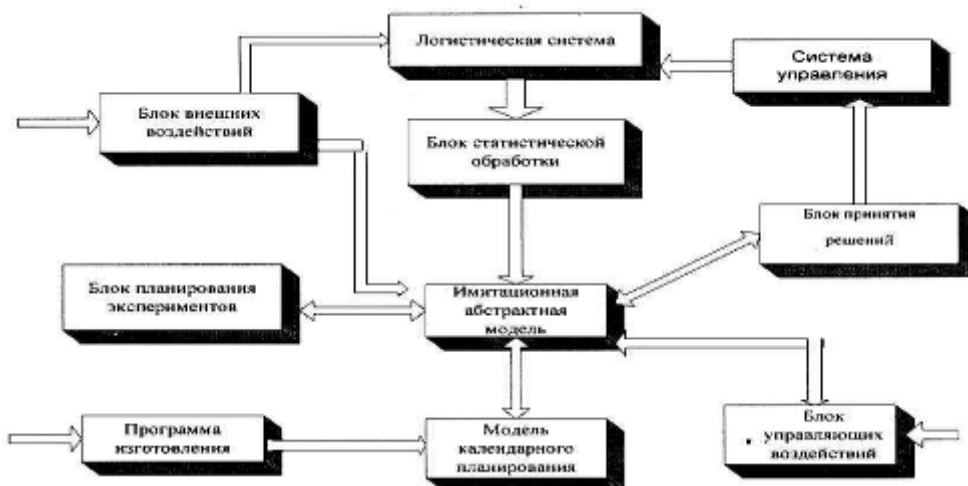 Логистическая система
Система
управления
Блок внешних
воздействий
Блок статистической
обработки
Блок принятия
решений
Блок планирования
экспериментов
Имитационная
абстрактная
модель
Программа
изготовления
Модель
календарного
планирования
Блок
управляющих
воздействий